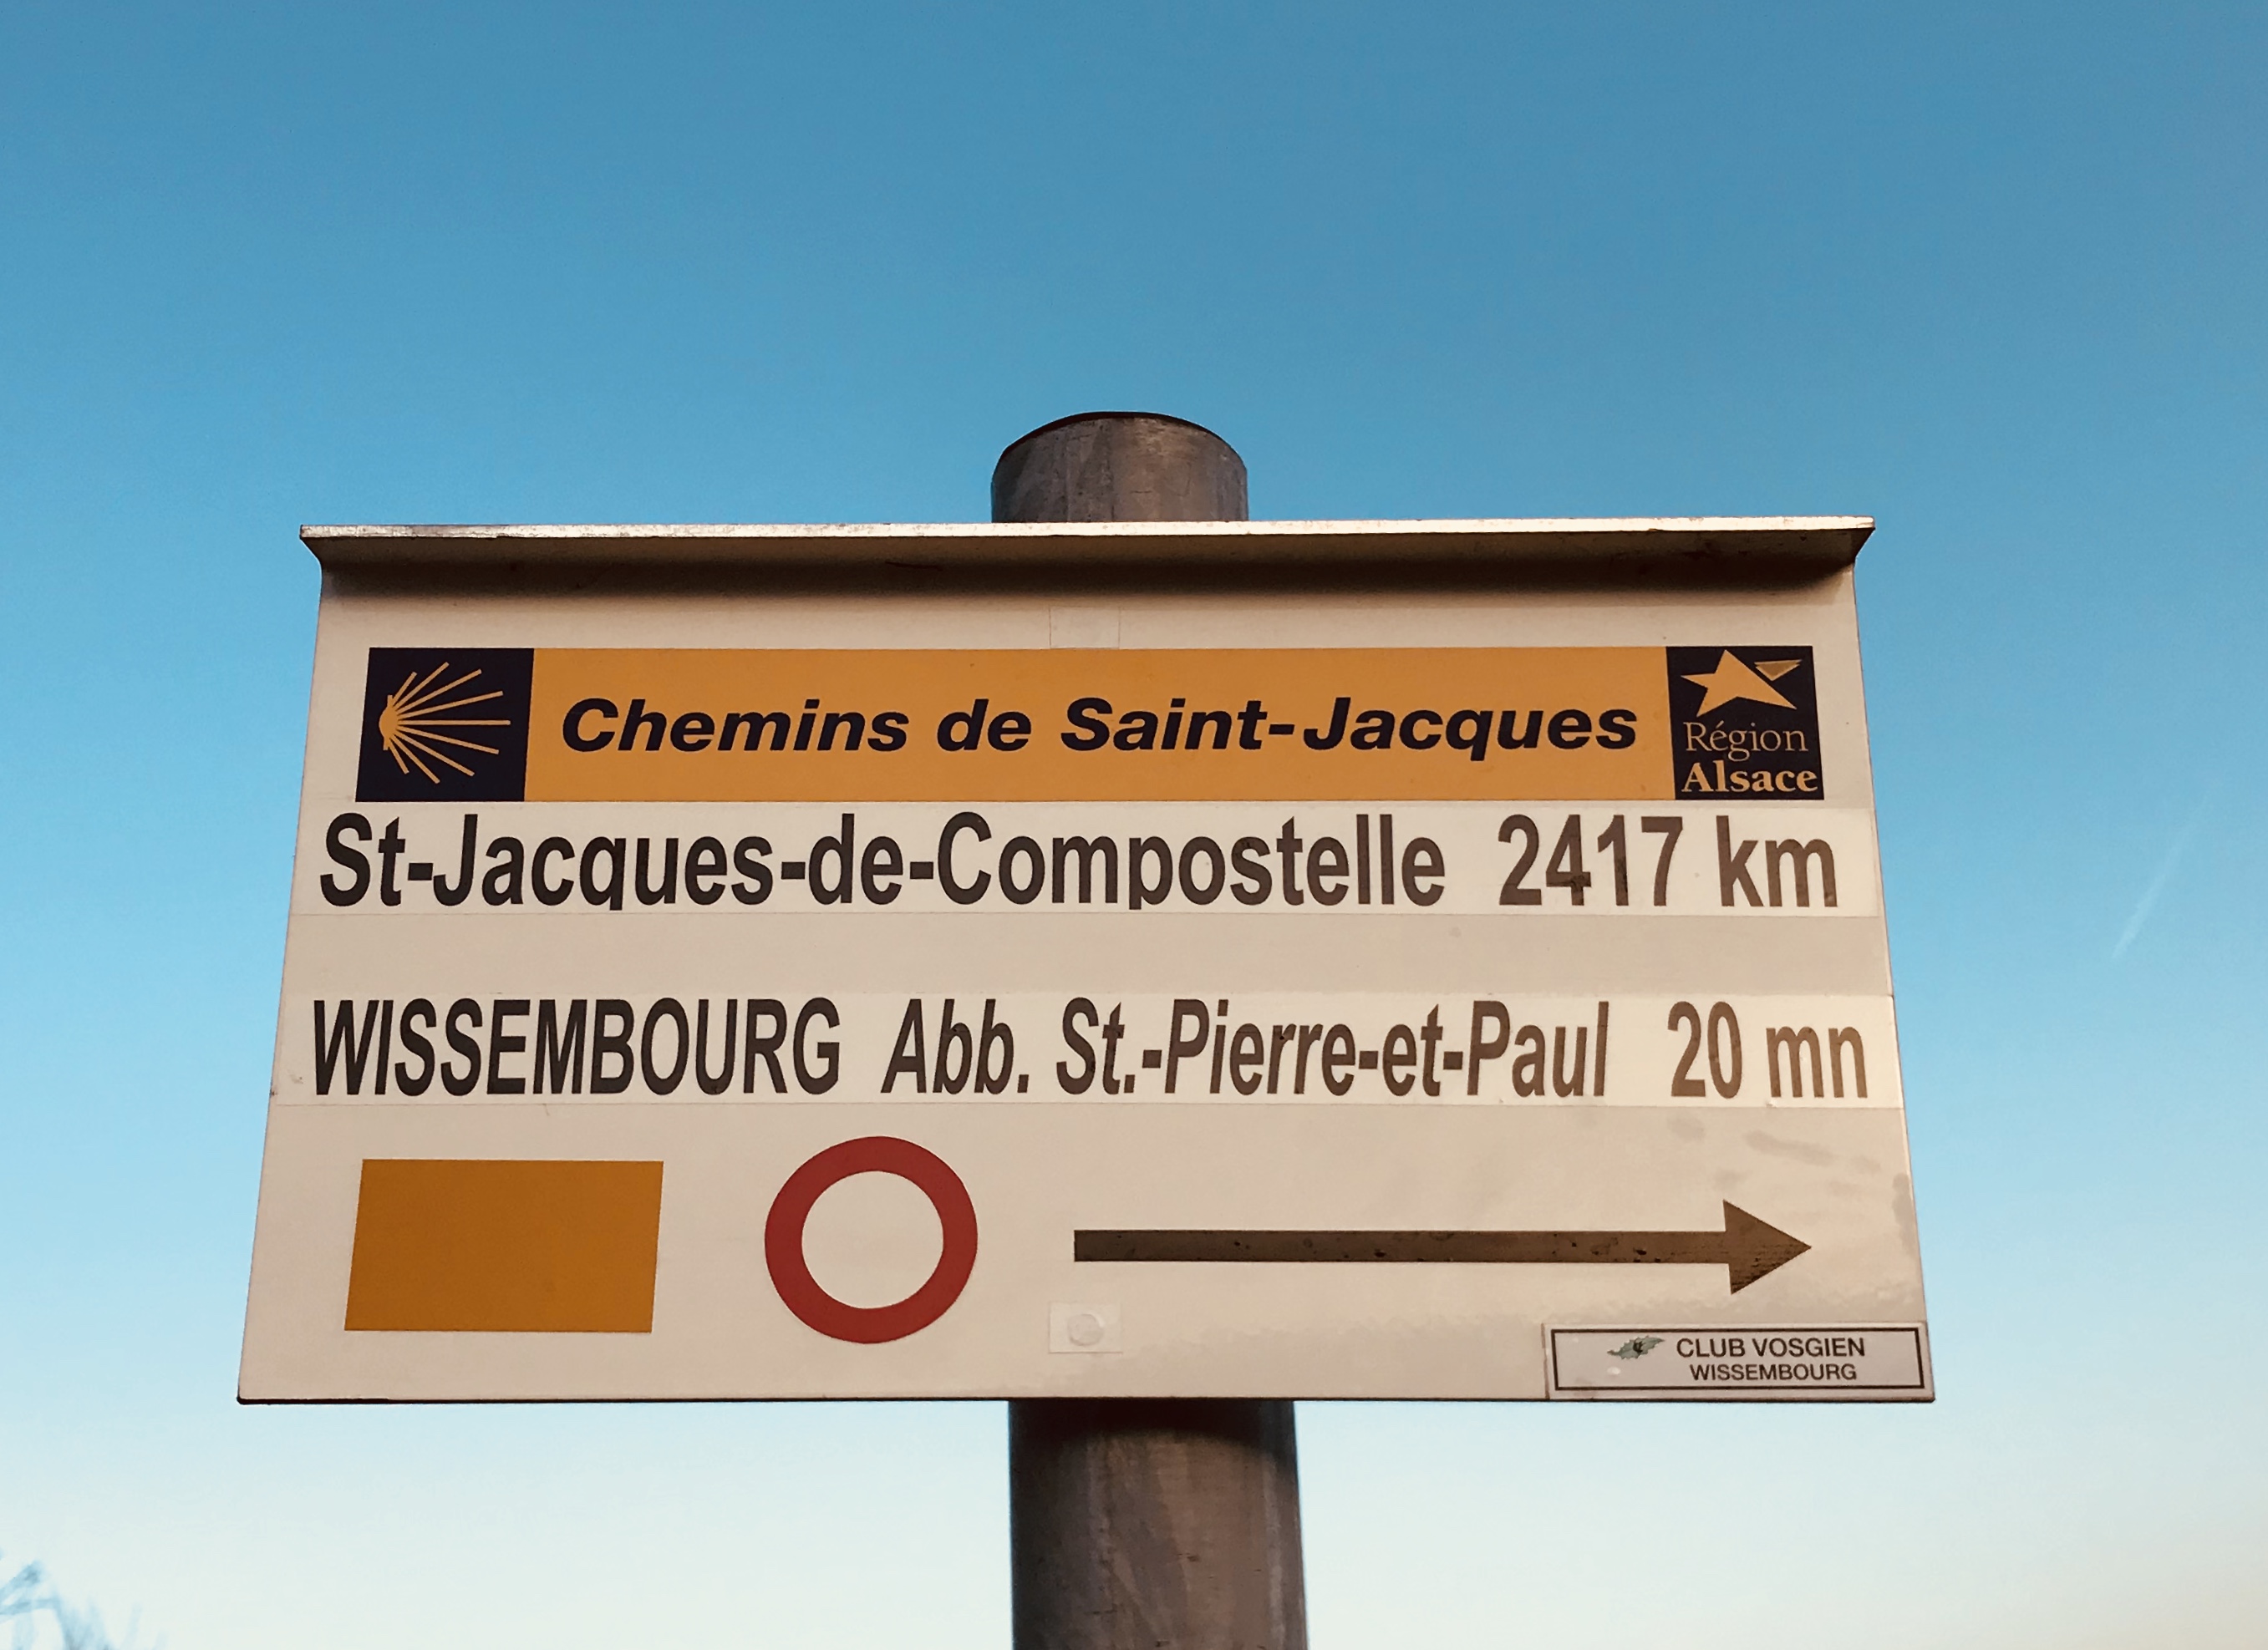 Chemins de Saint-Jacques
Région
Alsace
St-Jacques-de-Compostelle 2417 km
WISSEMBOURG Abb. St.-Pierre-et-Paul 20 mn
CLUB VOSGIEN
WISSEMBOURG